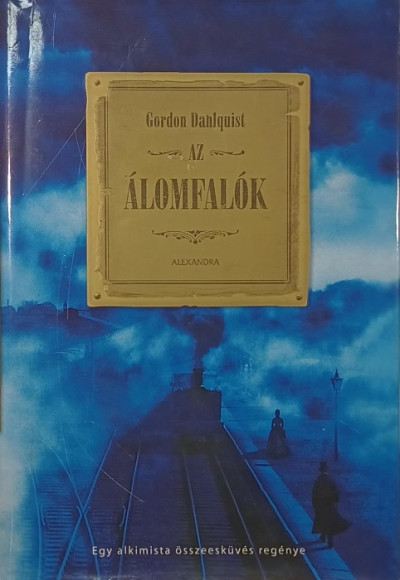 Gordon Dahlquist
AZ
ÁLOMFALÓK
ALEXANDRA
Egy alkimista összeesküvés regénye